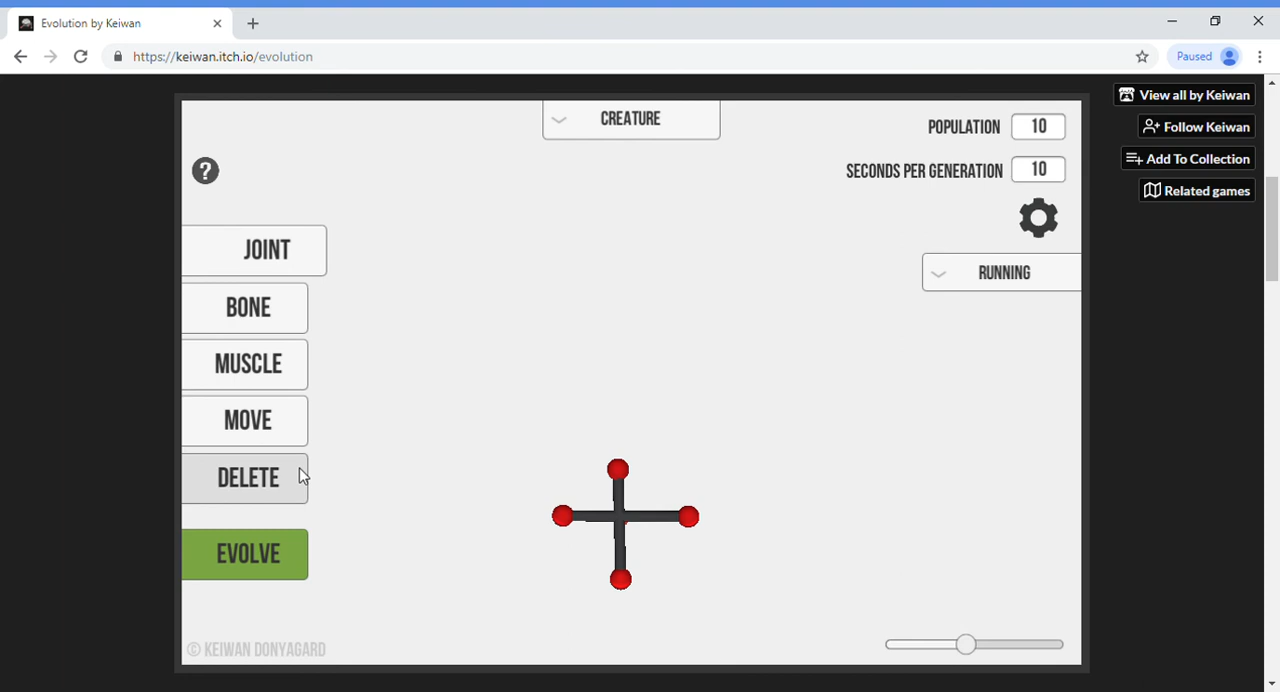 Evolution by Keiwan
https://keiwan.itch.io/evolution
Paused
View all by Keiwan
Follow Keiwan
Add To Collection
Related games
CREATURE
POPULATION 10
SECONDS PER GENERATION 10
?
RUNNING
JOINT
BONE
MUSCLE
MOVE
DELETE
EVOLVE
© KEIWAN DONYAGARD